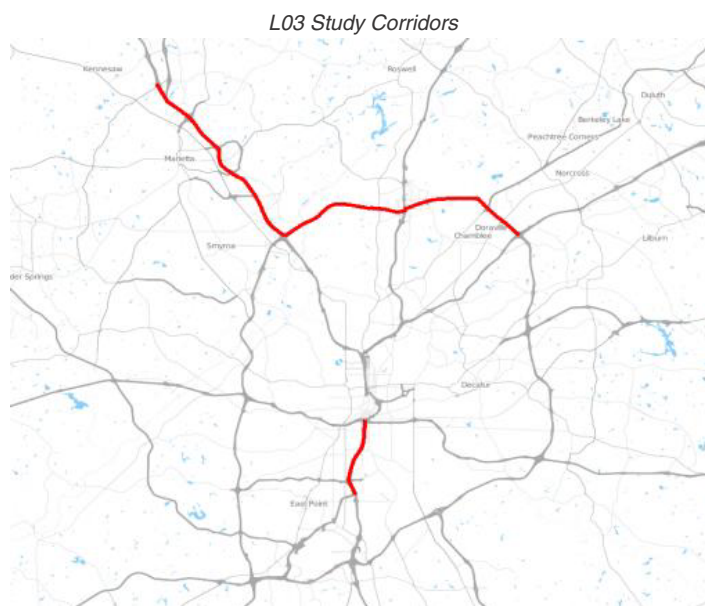 L03 Study Corridors
Kennesaw
Roswell
Duluth
Berkeley Lake
Peachtree Corners
Marietta
Norcross
Doraville
Chamblee
Lilburn
Smyrna
der Springs
Decatur
East Point